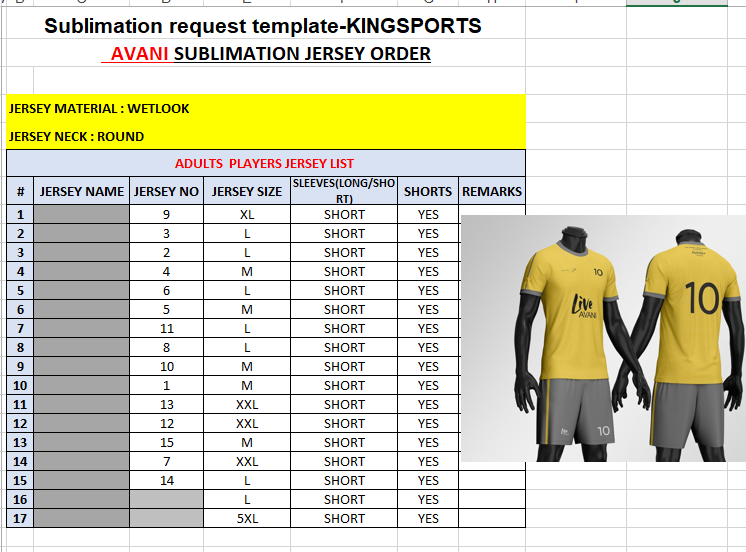 Sublimation request template-KINGSPORTS
AVANI SUBLIMATION JERSEY ORDER
JERSEY MATERIAL : WETLOOK
JERSEY NECK : ROUND
ADULTS PLAYERS JERSEY LIST
# JERSEY NAME JERSEY NO JERSEY SIZE SLEEVES(LONG/SHORT) SHORTS REMARKS
1 9 XL SHORT YES
2 3 L SHORT YES
3 2 L SHORT YES
4 4 M SHORT YES
5 6 L SHORT YES
6 5 M SHORT YES
7 11 L SHORT YES
8 8 L SHORT YES
9 10 M SHORT YES
10 1 M SHORT YES
11 13 XXL SHORT YES
12 12 XXL SHORT YES
13 15 M SHORT YES
14 7 XXL SHORT YES
15 14 L SHORT YES
16 L SHORT YES
17 5XL SHORT YES
10
Live
AVANI
10
10